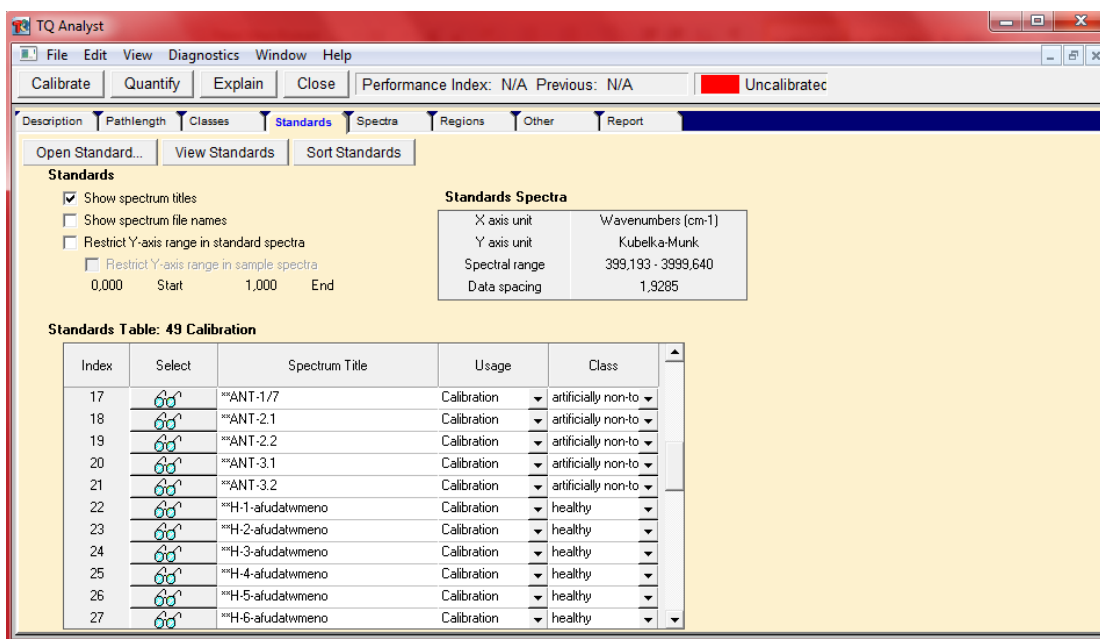 TQ Analyst
File Edit View Diagnostics Window Help
Calibrate Quantify Explain Close Performance Index: N/A Previous: N/A Uncalibrated
Description Pathlength Classes Standards Spectra Regions Other Report
Open Standard... View Standards Sort Standards
Standards
Show spectrum titles
Show spectrum file names
Restrict Y-axis range in standard spectra
Restrict Y-axis range in sample spectra
0,000 Start 1,000 End
Standards Spectra
X axis unit Wavenumbers (cm-1)
Y axis unit Kubelka-Munk
Spectral range 399,193 - 3999,640
Data spacing 1,9285
Standards Table: 49 Calibration
Index Select Spectrum Title Usage Class
17 **ANT-1/7 Calibration artificially non-to
18 **ANT-2.1 Calibration artificially non-to
19 **ANT-2.2 Calibration artificially non-to
20 **ANT-3.1 Calibration artificially non-to
21 **ANT-3.2 Calibration artificially non-to
22 **H-1-afudatwmeno Calibration healthy
23 **H-2-afudatwmeno Calibration healthy
24 **H-3-afudatwmeno Calibration healthy
25 **H-4-afudatwmeno Calibration healthy
26 **H-5-afudatwmeno Calibration healthy
27 **H-6-afudatwmeno Calibration healthy